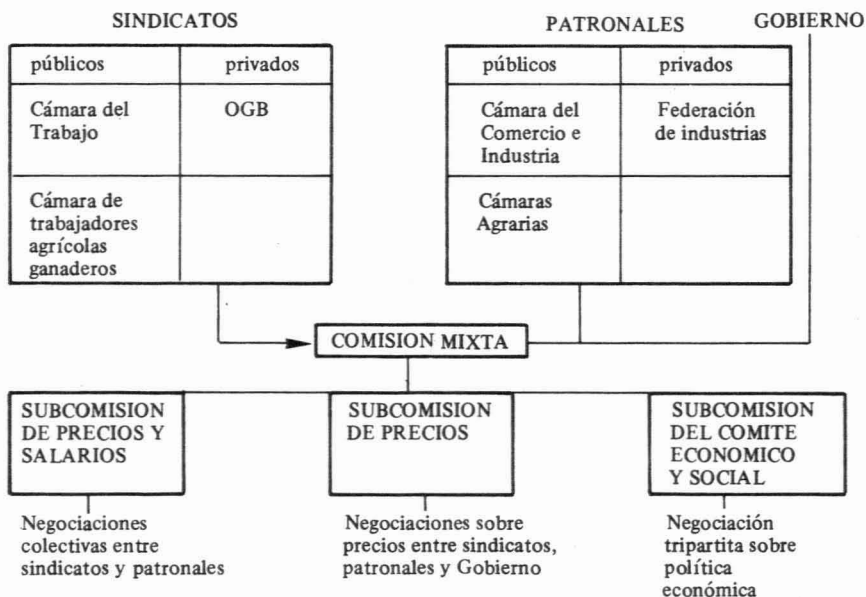 SINDICATOS
PATRONALES
GOBIERNO
públicos
privados
Cámara del
Trabajo
OGB
Cámara de
trabajadores
agrícolas
ganaderos
públicos
privados
Cámara del
Comercio e
Industria
Federación
de industrias
Cámaras
Agrarias
COMISION MIXTA
SUBCOMISION
DE PRECIOS Y
SALARIOS
SUBCOMISION
DE PRECIOS
SUBCOMISION
DEL COMITE
ECONOMICO
Y SOCIAL
Negociaciones
colectivas entre
sindicatos y patronales
Negociaciones sobre
precios entre sindicatos,
patronales y Gobierno
Negociación
tripartita sobre
política
económica